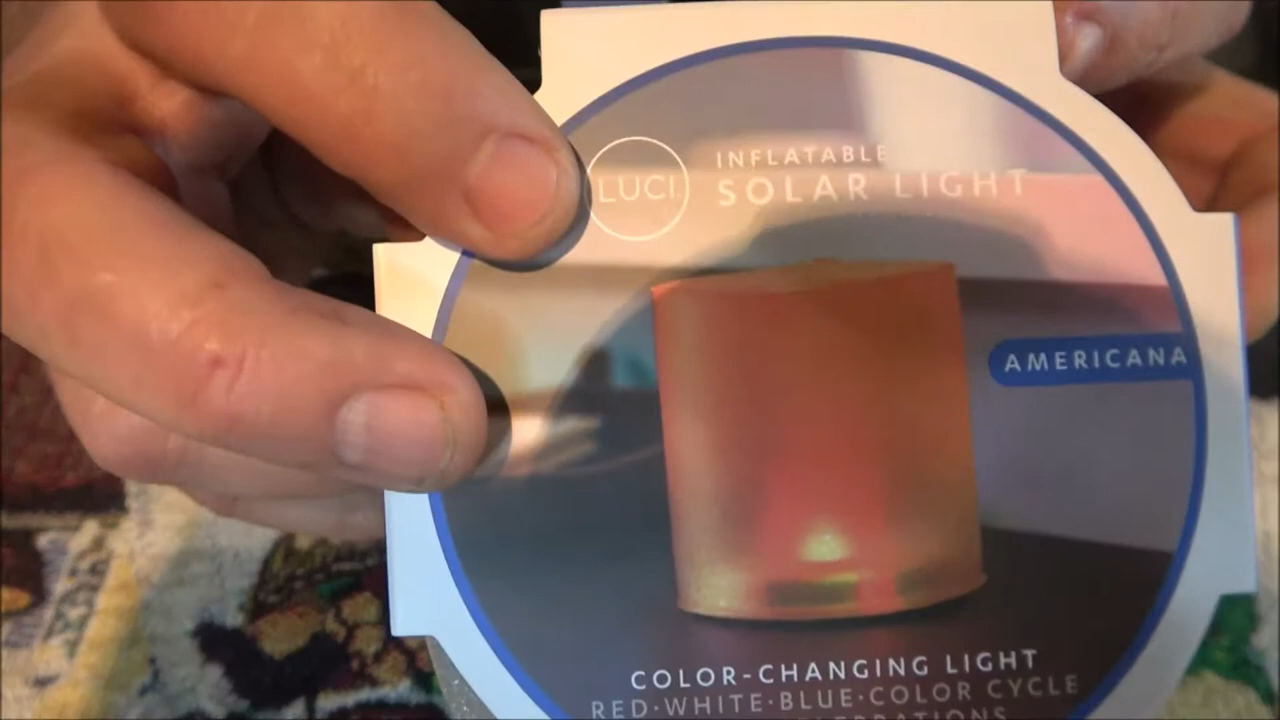 LUCI.
INFLATABLE
SOLAR LIGHT
AMERICANA
COLOR-CHANGING LIGHT
RED·WHITE·BLUE·COLOR CYCLE